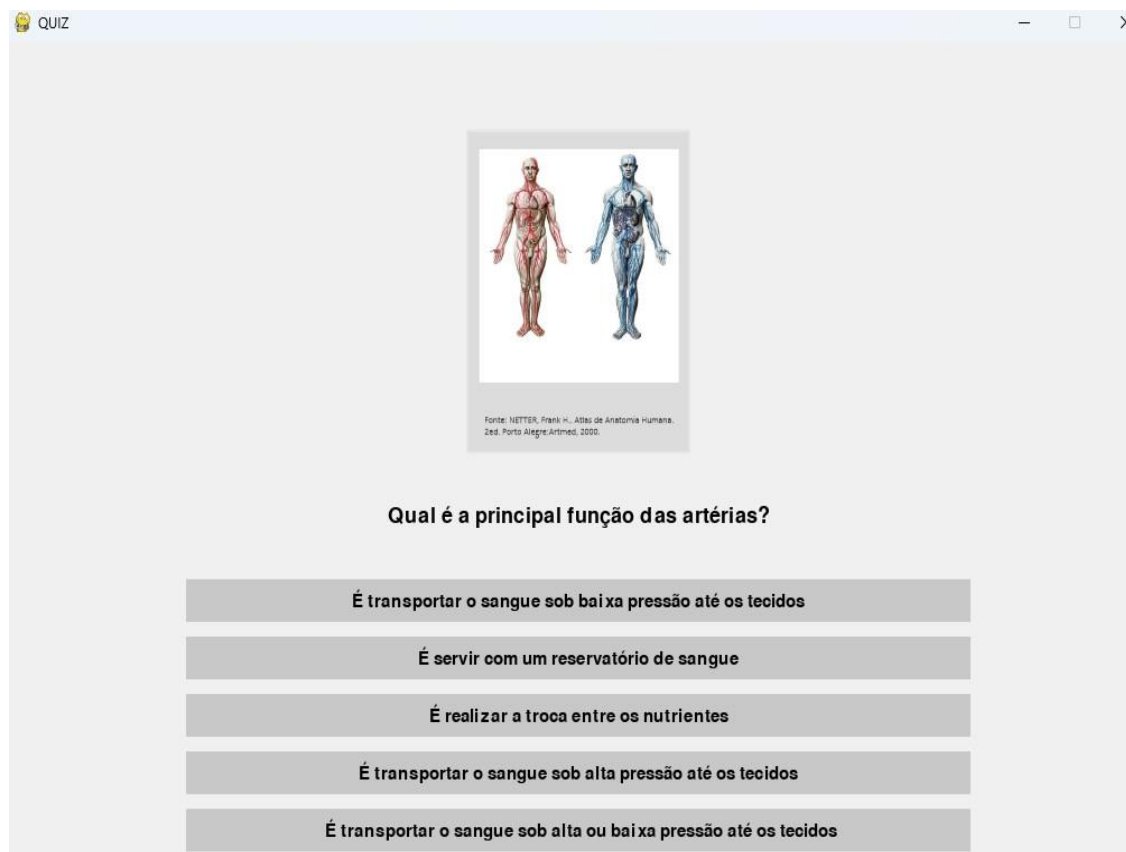 QUIZ
Fonte: NETTER, Frank H.. Atlas de Anatomia Humana.
2ed. Porto Alegre:Artmed, 2000.
Qual é a principal função das artérias?
É transportar o sangue sob baixa pressão até os tecidos
É servir com um reservatório de sangue
É realizar a troca entre os nutrientes
É transportar o sangue sob alta pressão até os tecidos
É transportar o sangue sob alta ou baixa pressão até os tecidos